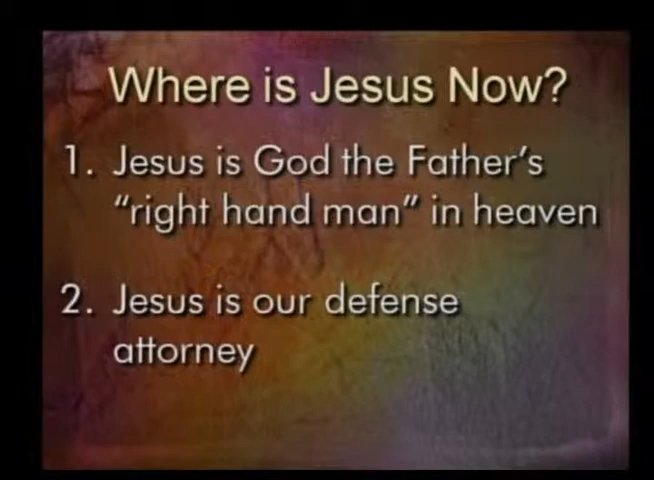 Where is Jesus Now?
1. Jesus is God the Father’s
“right hand man” in heaven
2. Jesus is our defense
attorney